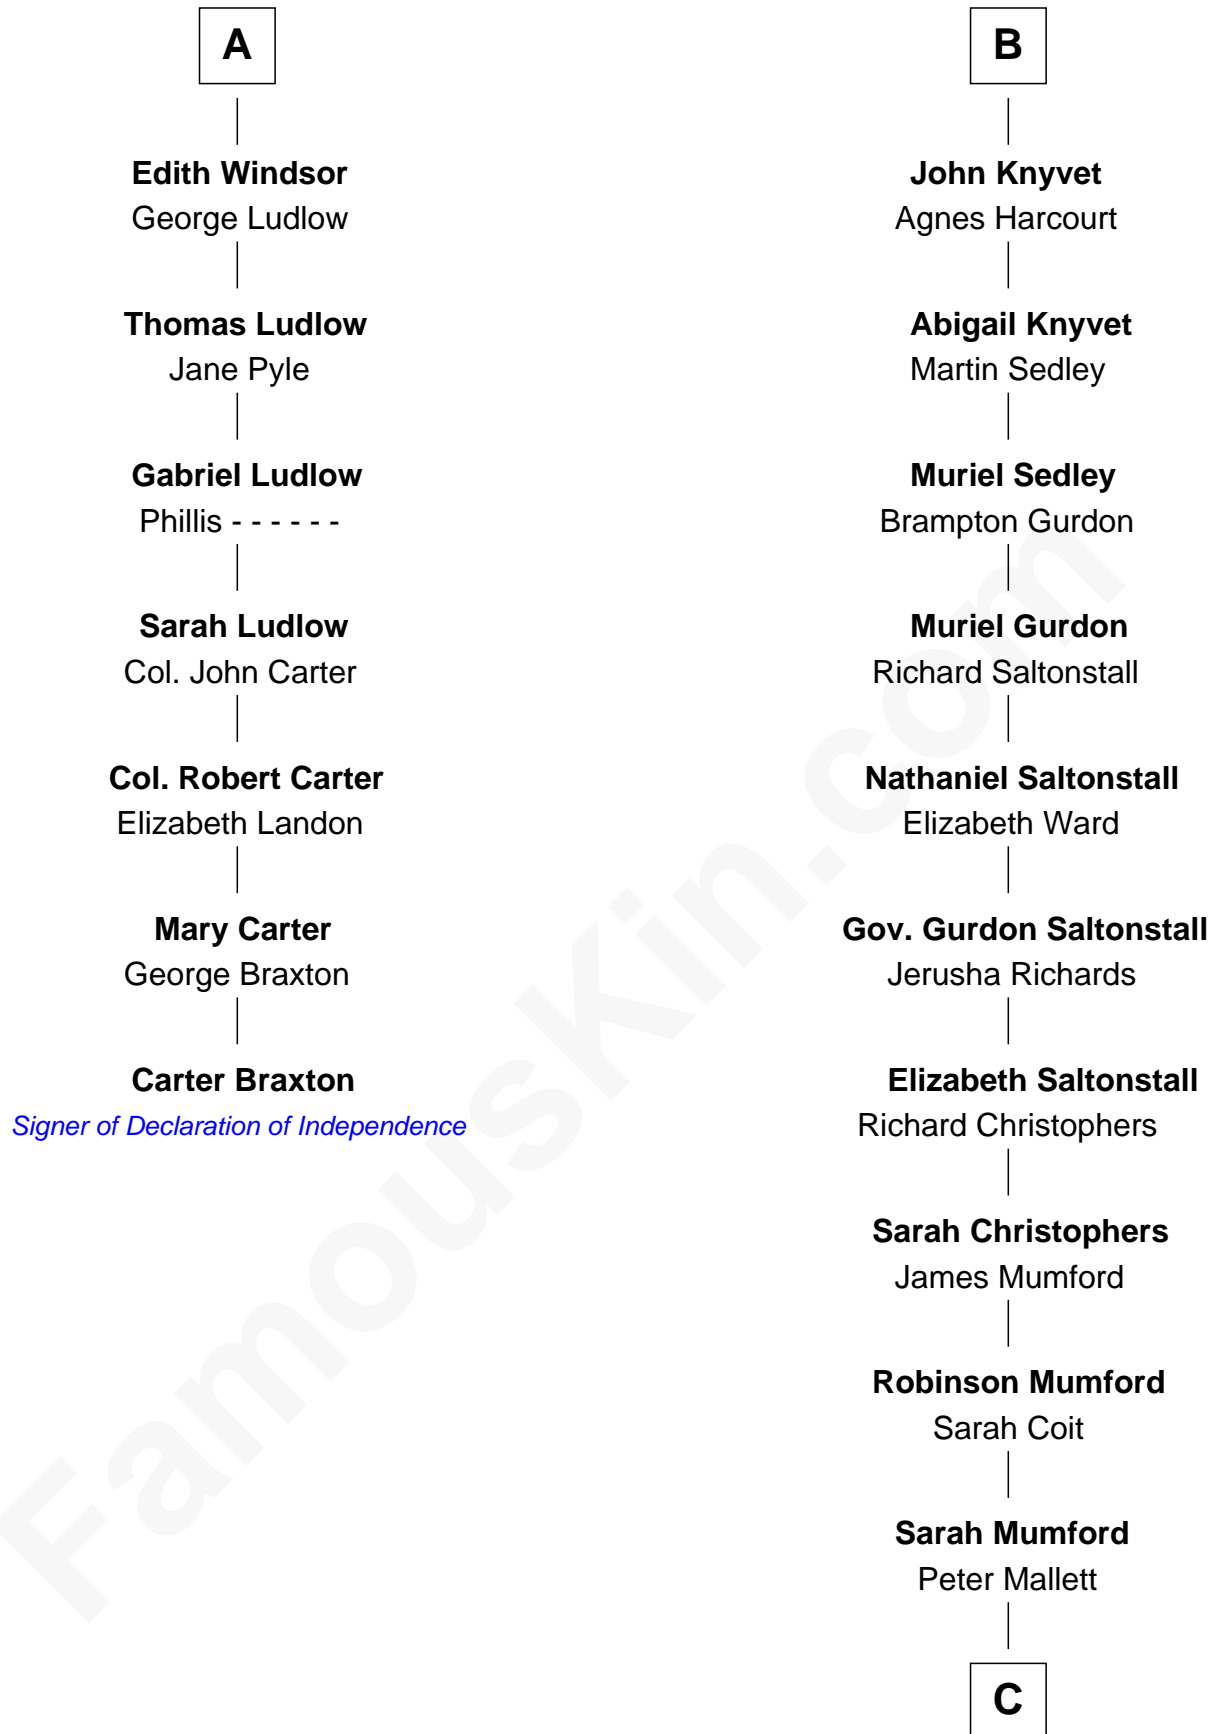 A
Edith Windsor
George Ludlow
Thomas Ludlow
Jane Pyle
Gabriel Ludlow
Phillis - - - - - -
Sarah Ludlow
Col. John Carter
Col. Robert Carter
Elizabeth Landon
Mary Carter
George Braxton
Carter Braxton
Signer of Declaration of Independence
B
John Knyvet
Agnes Harcourt
Abigail Knyvet
Martin Sedley
Muriel Sedley
Brampton Gurdon
Muriel Gurdon
Richard Saltonstall
Nathaniel Saltonstall
Elizabeth Ward
Gov. Gurdon Saltonstall
Jerusha Richards
Elizabeth Saltonstall
Richard Christophers
Sarah Christophers
James Mumford
Robinson Mumford
Sarah Coit
Sarah Mumford
Peter Mallett
C
FamousKin.com